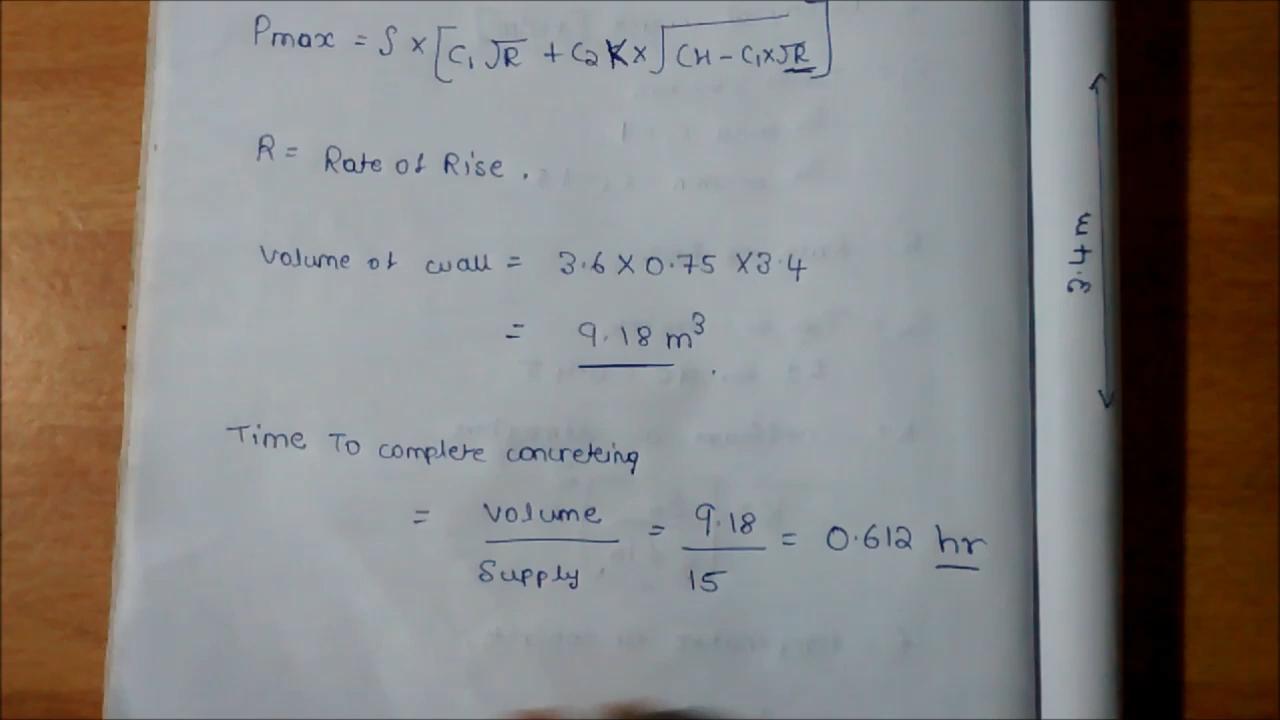 Pmax = ρ × [C₁ √R + C₂ K × √(CH - C₁×√R)]
R = Rate of Rise.
Volume of wall = 3.6 × 0.75 × 3.4
= 9.18 m³.
Time To complete concreteing
= Volume / Supply = 9.18 / 15 = 0.612 hr
3.4 m